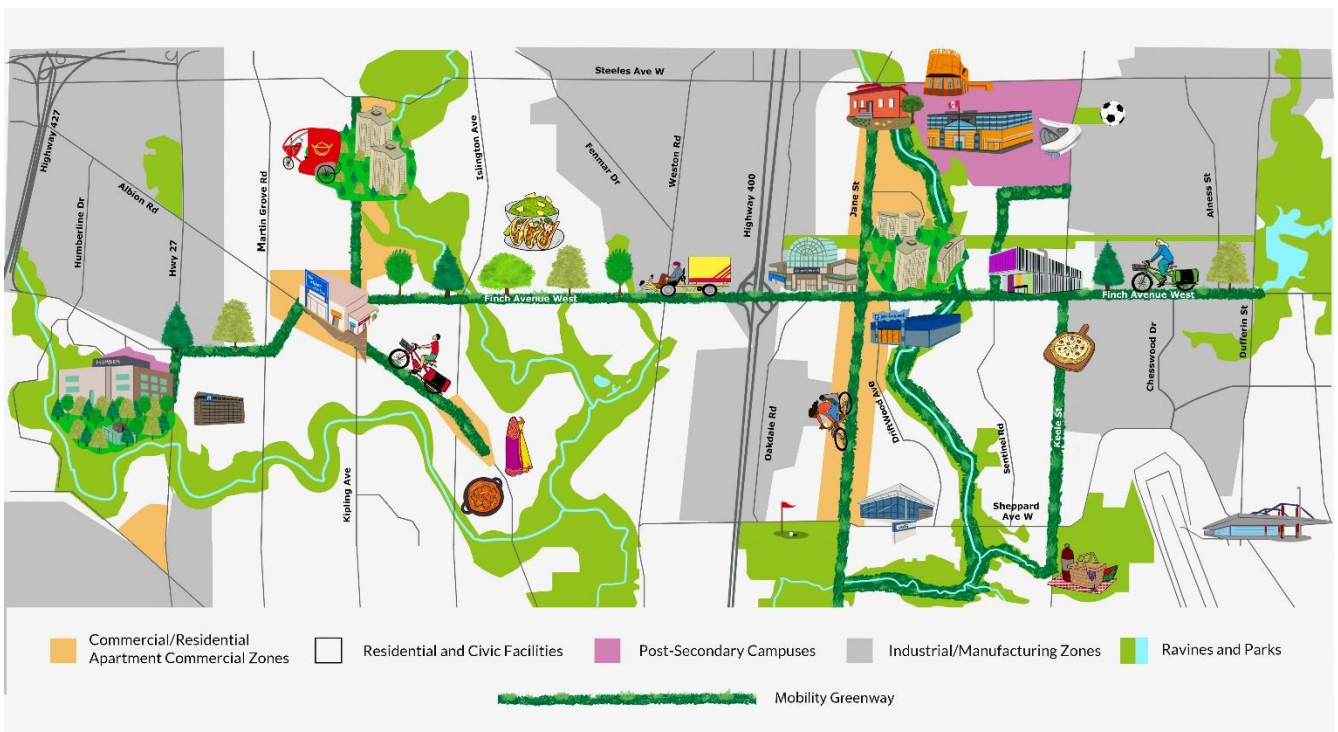 Steeles Ave W
Highway 427
Humberline Dr
Albion Rd
Hwy 27
Martin Grove Rd
Islington Ave
Fenmar Dr
Weston Rd
Highway 400
Jane St
Alness St
Finch Avenue West
Finch Avenue West
HUMBER
Kipling Ave
Oakdale Rd
Driftwood Ave
Sentinel Rd
Keele St
Chesswood Dr
Dufferin St
Sheppard
Ave W
Commercial/Residential
Apartment Commercial Zones
Residential and Civic Facilities
Post-Secondary Campuses
Industrial/Manufacturing Zones
Ravines and Parks
Mobility Greenway